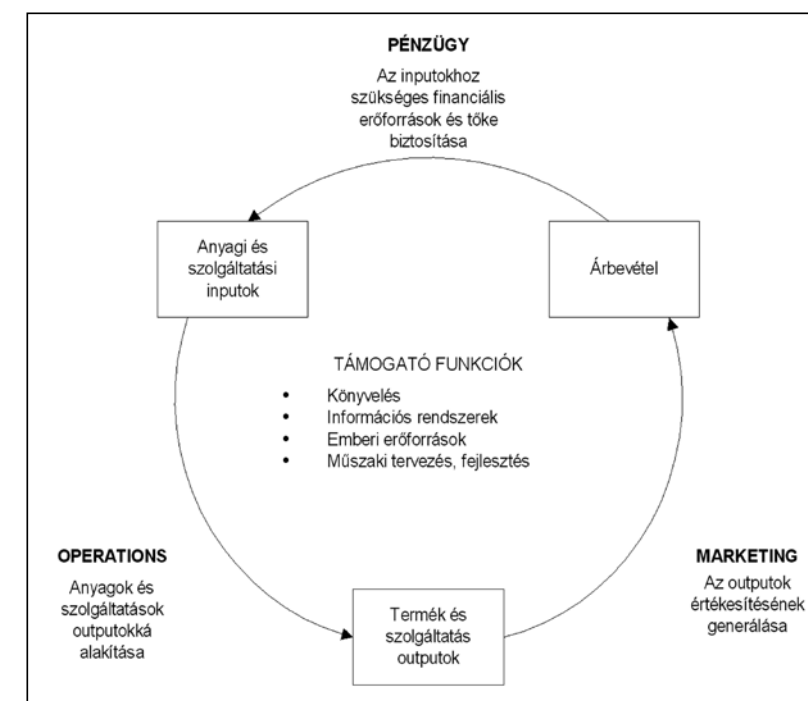 PÉNZÜGY
Az inputokhoz
szükséges financiális
erőforrások és tőke
biztosítása
Anyagi és
szolgáltatási
inputok
Árbevétel
TÁMOGATÓ FUNKCIÓK
• Könyvelés
• Információs rendszerek
• Emberi erőforrások
• Műszaki tervezés, fejlesztés
OPERATIONS
Anyagok és
szolgáltatások
outputokká
alakítása
Termék és
szolgáltatás
outputok
MARKETING
Az outputok
értékesítésének
generálása